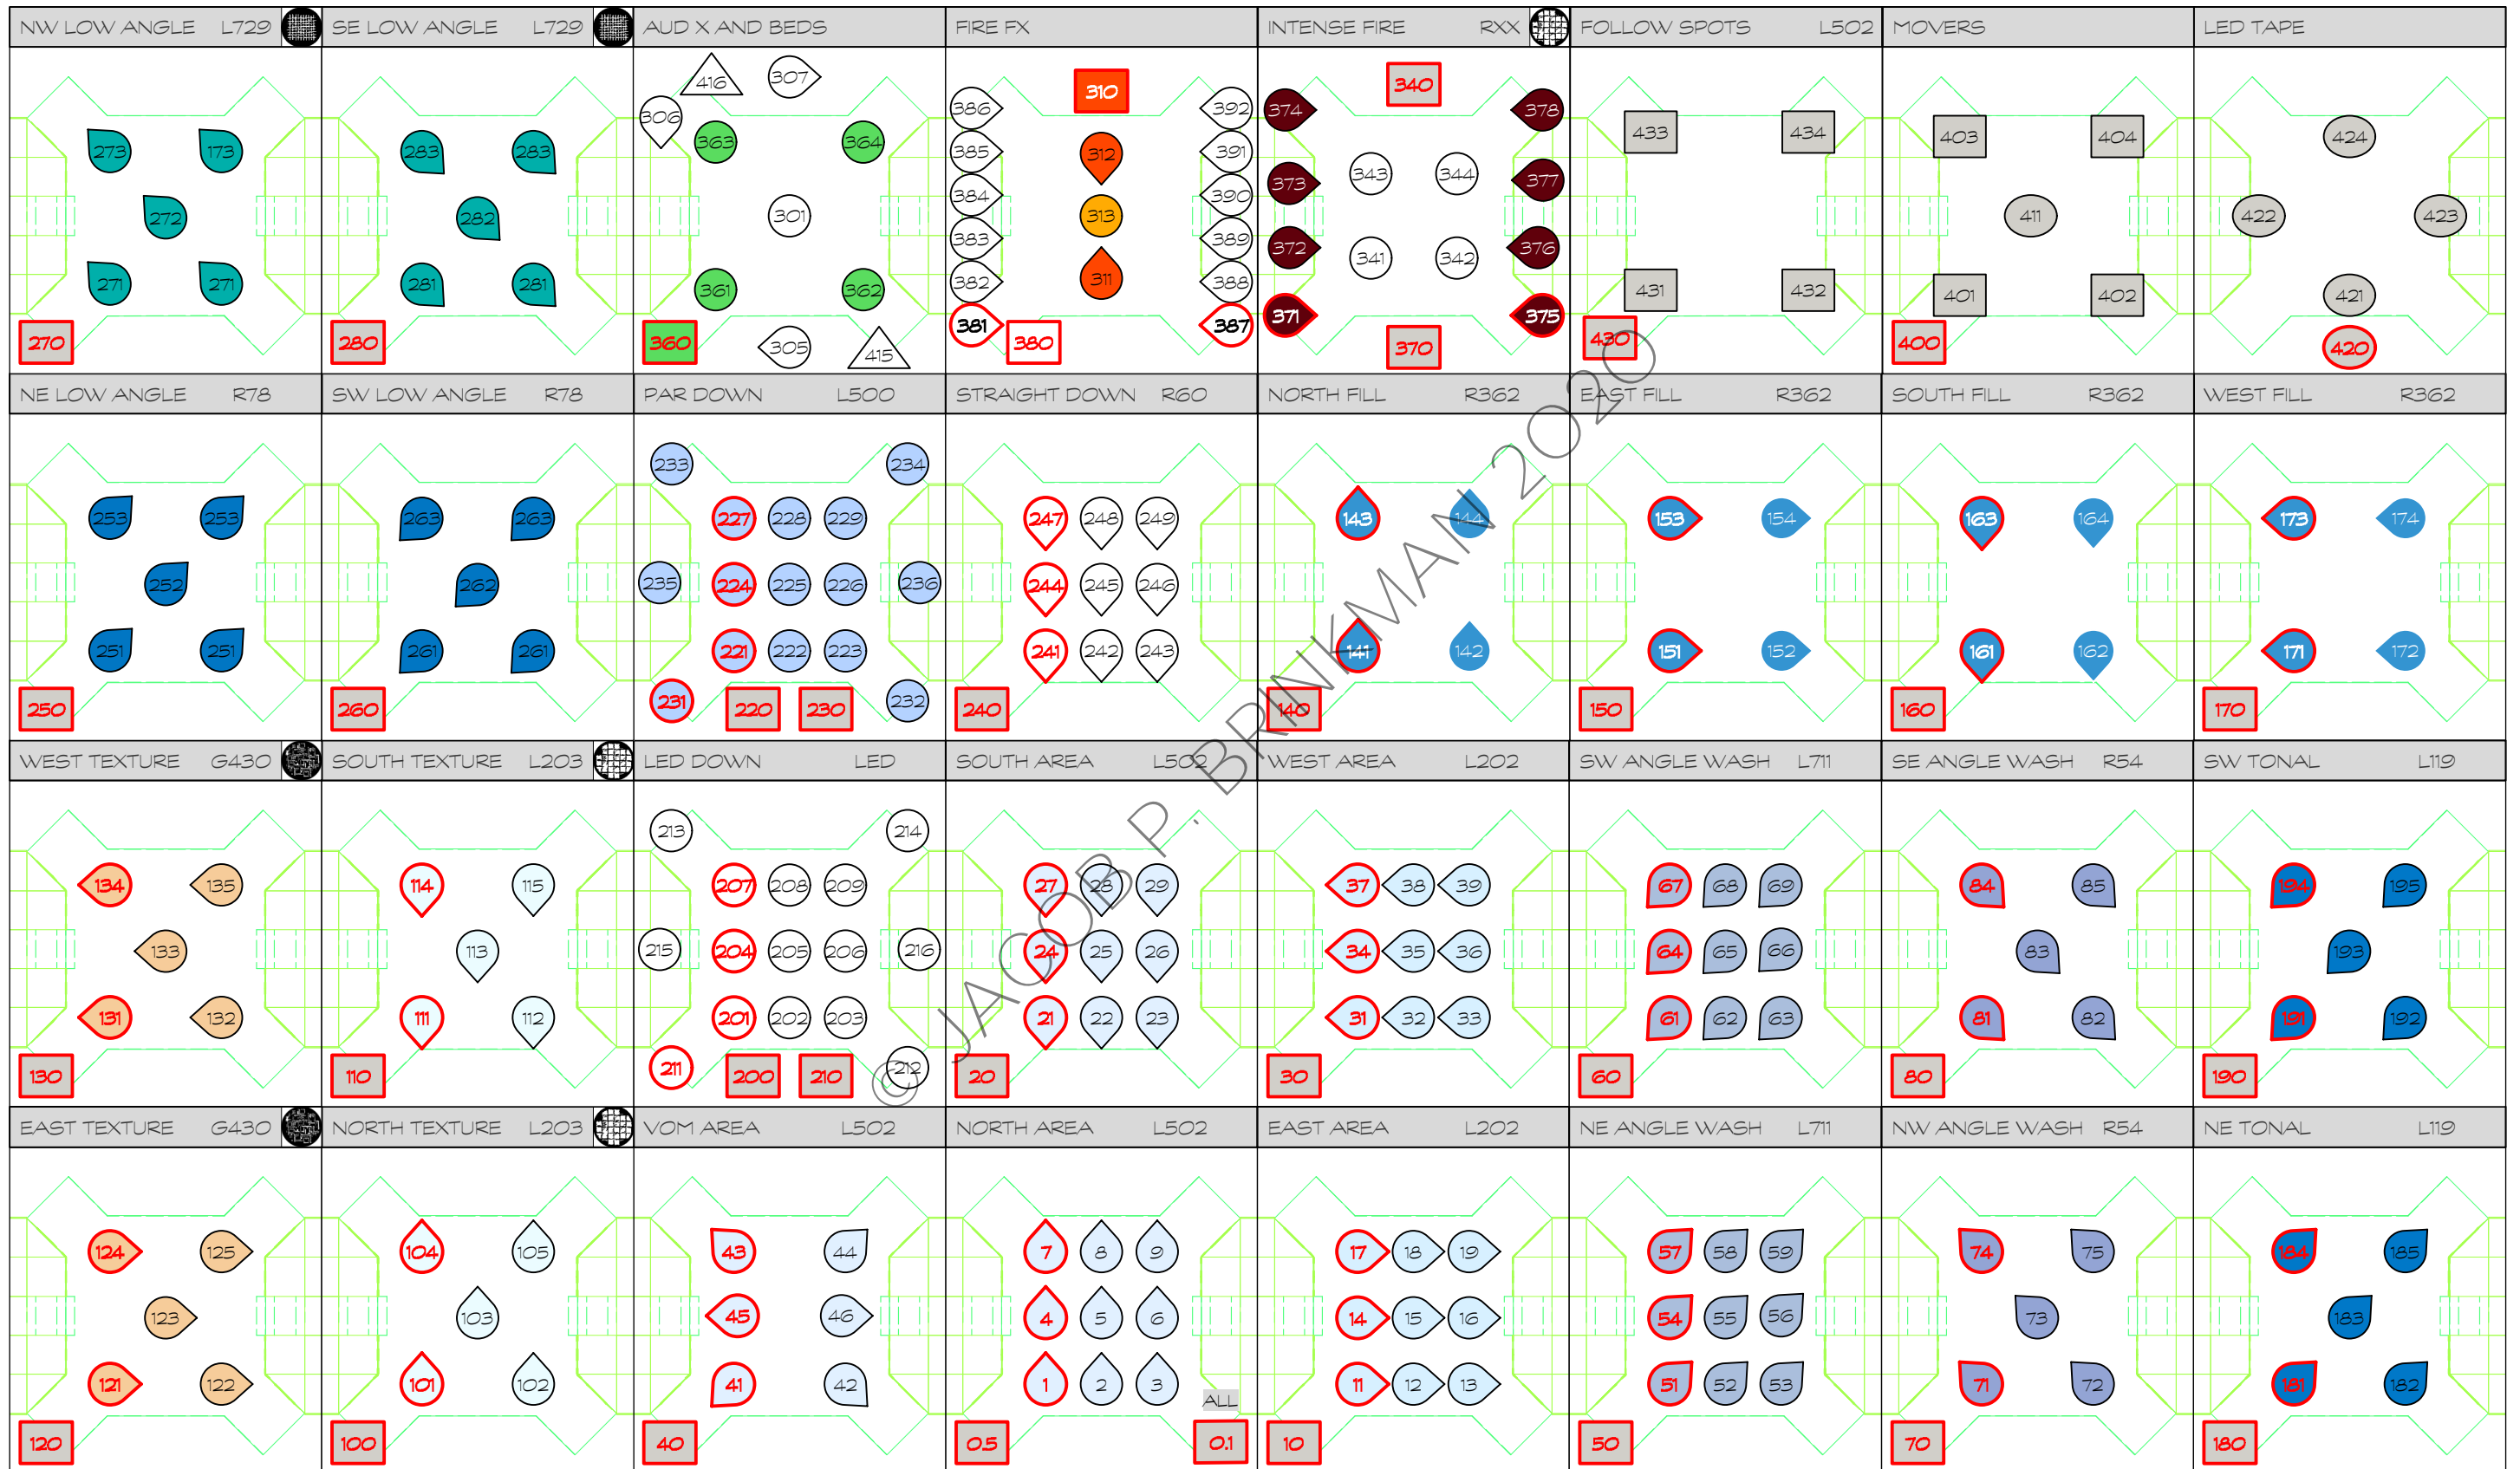 NW LOW ANGLE L729
SE LOW ANGLE L729
AUD X AND BEDS
FIRE FX
INTENSE FIRE RXX
FOLLOW SPOTS L502
MOVERS
LED TAPE
273 173
272
271 271
270
283 283
282
281 281
280
416 307
306
363 364
301
361 362
360 305 415
310
386 392
385 312 391
384 313 390
383 389
382 311 388
381 380 387
340
374 378
373 343 344 377
372 341 342 376
371 375
370
433 434
431 432
430
403 404
411
401 402
400
424
422 423
421
420
NE LOW ANGLE R78
SW LOW ANGLE R78
PAR DOWN L500
STRAIGHT DOWN R60
NORTH FILL R362
EAST FILL R362
SOUTH FILL R362
WEST FILL R362
253 253
252
251 251
250
263 263
262
261 261
260
233 234
227 228 229
235 224 225 226 236
221 222 223
231 220 230 232
247 248 249
244 245 246
241 242 243
240
143 144
141 142
140
153 154
151 152
150
163 164
161 162
160
173 174
171 172
170
WEST TEXTURE G430
SOUTH TEXTURE L203
LED DOWN LED
SOUTH AREA L502
WEST AREA L202
SW ANGLE WASH L711
SE ANGLE WASH R54
SW TONAL L119
134 135
133
131 132
130
114 115
113
111 112
110
213 214
207 208 209
215 204 205 206 216
201 202 203
211 200 210 212
27 28 29
24 25 26
21 22 23
20
37 38 39
34 35 36
31 32 33
30
67 68 69
64 65 66
61 62 63
60
84 85
83
81 82
80
194 195
193
191 192
190
EAST TEXTURE G430
NORTH TEXTURE L203
VOM AREA L502
NORTH AREA L502
EAST AREA L202
NE ANGLE WASH L711
NW ANGLE WASH R54
NE TONAL L119
124 125
123
121 122
120
104 105
103
101 102
100
43 44
45 46
41 42
40
7 8 9
4 5 6
1 2 3
ALL
0.5 0.1
17 18 19
14 15 16
11 12 13
10
57 58 59
54 55 56
51 52 53
50
74 75
73
71 72
70
184 185
183
181 182
180
© JACOB P. BRINKMAN 2020